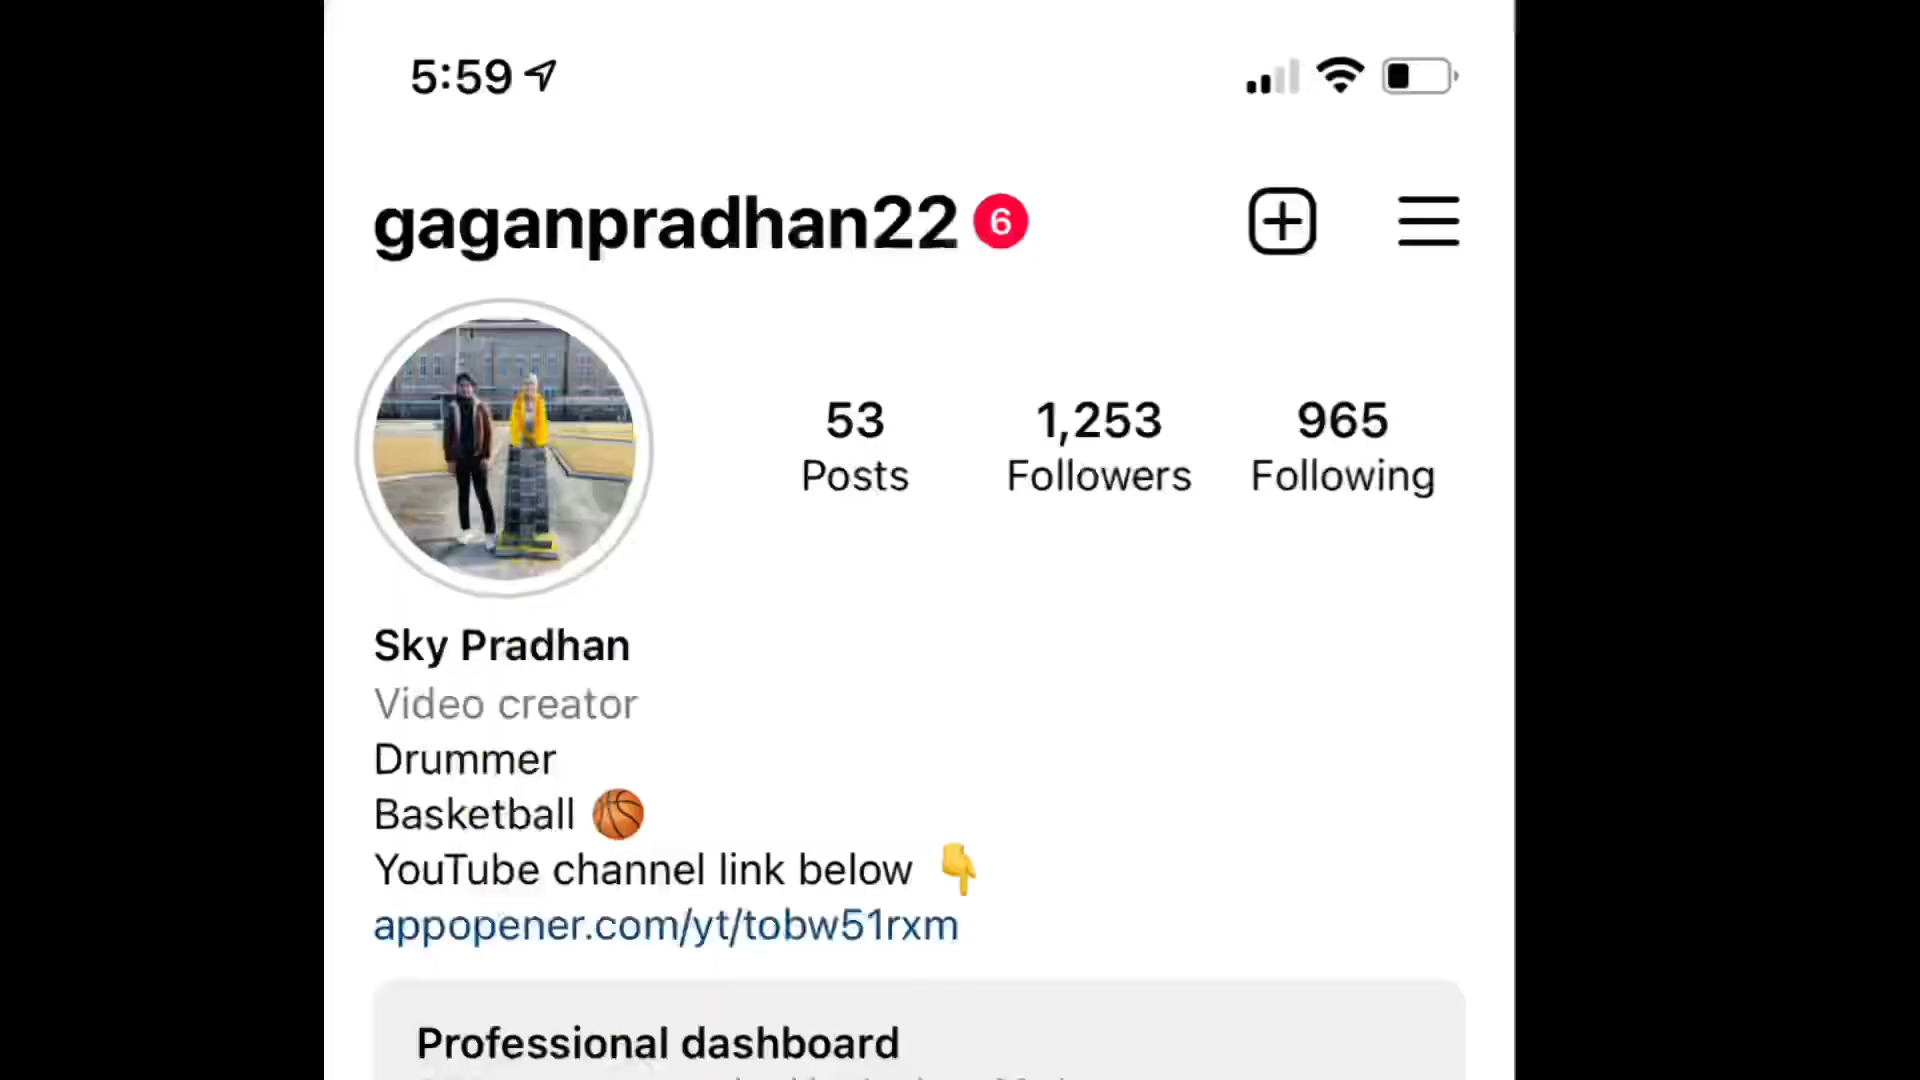 5:59
gaganpradhan22 6
53 1,253 965
Posts Followers Following
Sky Pradhan
Video creator
Drummer
Basketball 🏀
YouTube channel link below 👇
appopener.com/yt/tobw51rxm
Professional dashboard